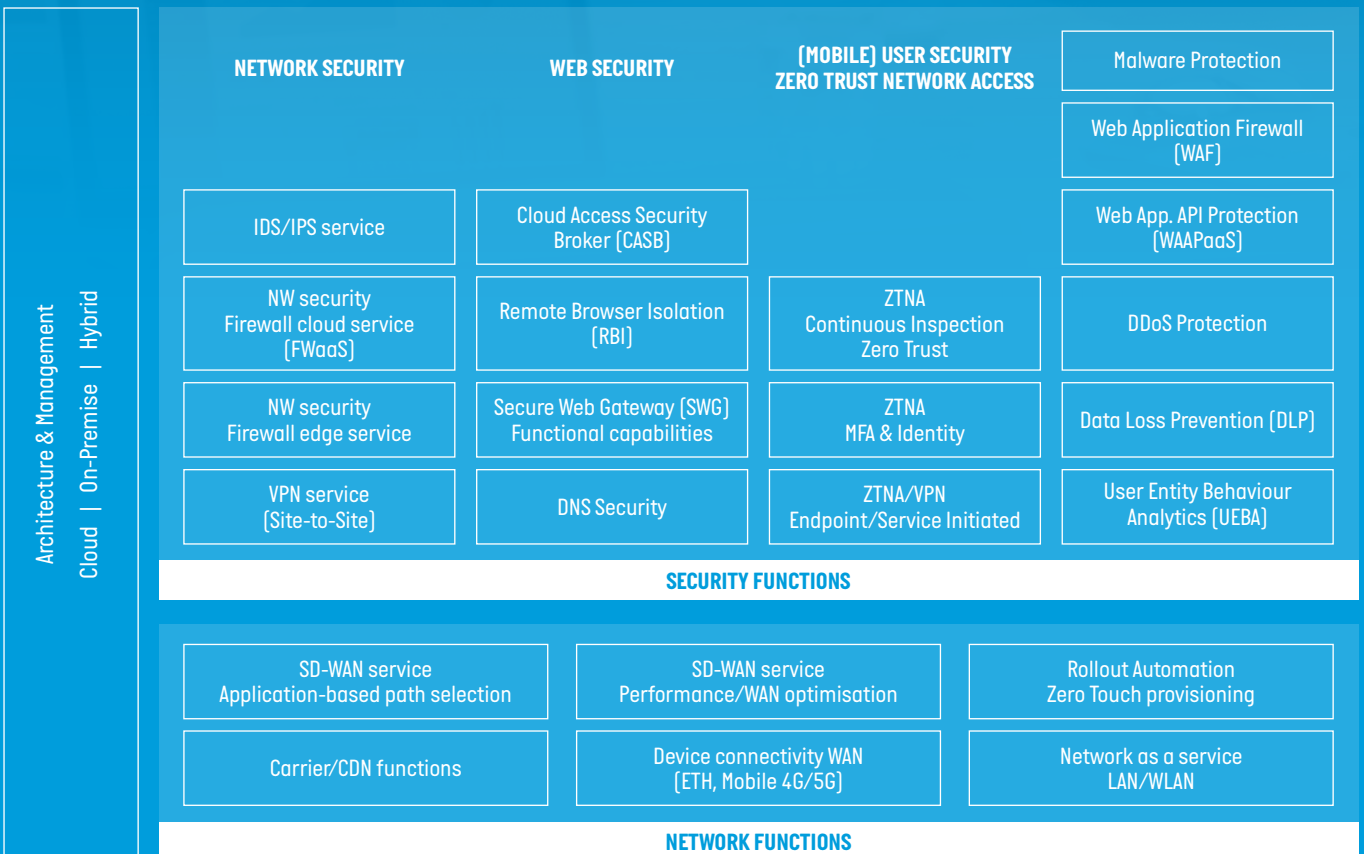 Architecture & Management
Cloud | On-Premise | Hybrid
NETWORK SECURITY
IDS/IPS service
NW security
Firewall cloud service
(FWaaS)
NW security
Firewall edge service
VPN service
(Site-to-Site)
WEB SECURITY
Cloud Access Security
Broker (CASB)
Remote Browser Isolation
(RBI)
Secure Web Gateway (SWG)
Functional capabilities
DNS Security
(MOBILE) USER SECURITY
ZERO TRUST NETWORK ACCESS
ZTNA
Continuous Inspection
Zero Trust
ZTNA
MFA & Identity
ZTNA/VPN
Endpoint/Service Initiated
Malware Protection
Web Application Firewall
(WAF)
Web App. API Protection
(WAAPaaS)
DDoS Protection
Data Loss Prevention (DLP)
User Entity Behaviour
Analytics (UEBA)
SECURITY FUNCTIONS
SD-WAN service
Application-based path selection
SD-WAN service
Performance/WAN optimisation
Rollout Automation
Zero Touch provisioning
Carrier/CDN functions
Device connectivity WAN
(ETH, Mobile 4G/5G)
Network as a service
LAN/WLAN
NETWORK FUNCTIONS